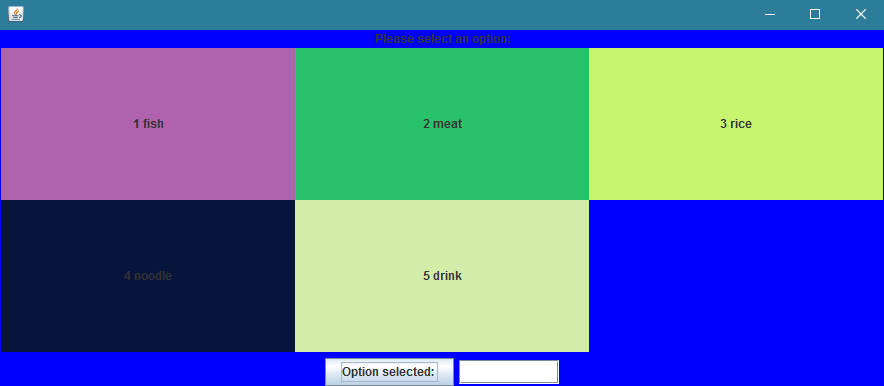 Please select an option:
1 fish
2 meat
3 rice
4 noodle
5 drink
Option selected: